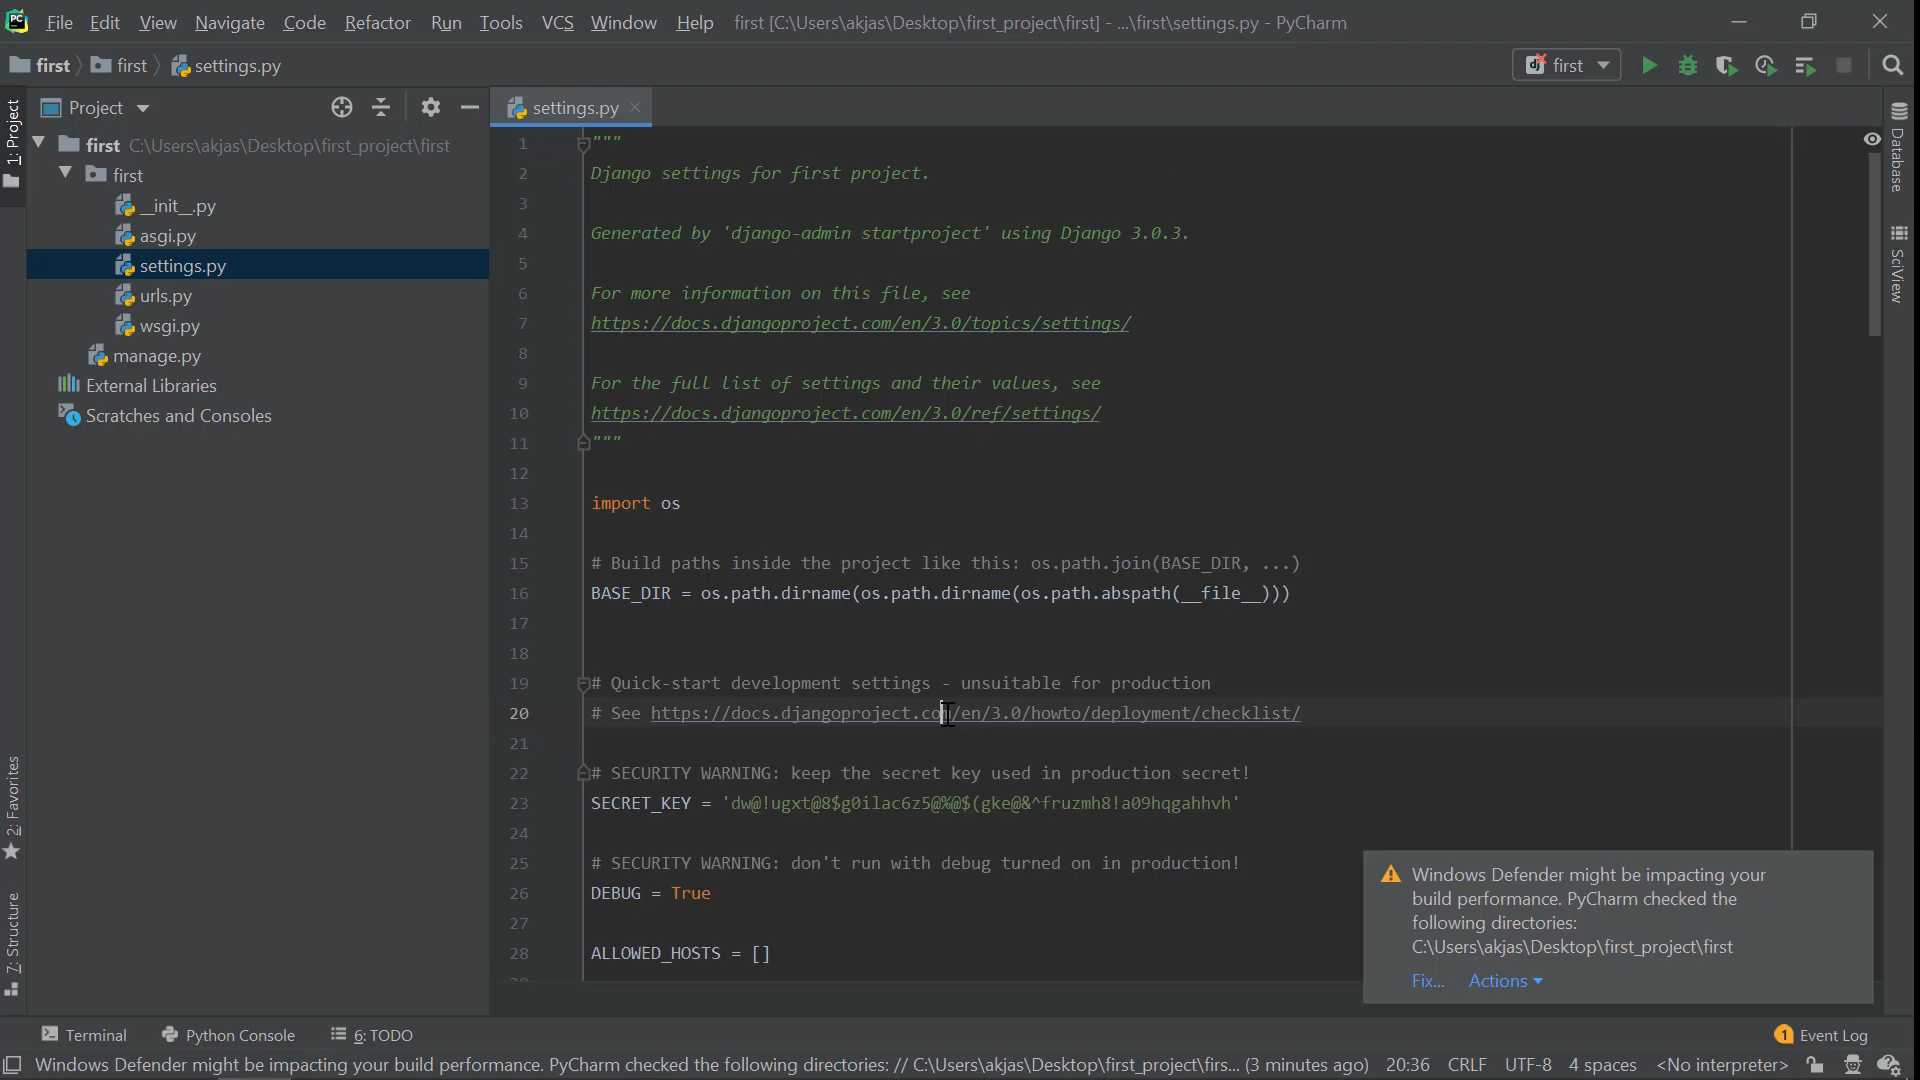 PC File Edit View Navigate Code Refactor Run Tools VCS Window Help first [C:\Users\akjas\Desktop\first_project\first] - ...\first\settings.py - PyCharm
first first settings.py
dj first
Project
settings.py
1: Project
2: Favorites
7: Structure
first C:\Users\akjas\Desktop\first_project\first
first
__init__.py
asgi.py
settings.py
urls.py
wsgi.py
manage.py
External Libraries
Scratches and Consoles
1 """
2 Django settings for first project.
3
4 Generated by 'django-admin startproject' using Django 3.0.3.
5
6 For more information on this file, see
7 https://docs.djangoproject.com/en/3.0/topics/settings/
8
9 For the full list of settings and their values, see
10 https://docs.djangoproject.com/en/3.0/ref/settings/
11 """
12
13 import os
14
15 # Build paths inside the project like this: os.path.join(BASE_DIR, ...)
16 BASE_DIR = os.path.dirname(os.path.dirname(os.path.abspath(__file__)))
17
18
19 # Quick-start development settings - unsuitable for production
20 # See https://docs.djangoproject.com/en/3.0/howto/deployment/checklist/
21
22 # SECURITY WARNING: keep the secret key used in production secret!
23 SECRET_KEY = 'dw@!ugxt@8$g0ilac6z5@%@$(gke@&^fruzmh8!a09hqgahhvh'
24
25 # SECURITY WARNING: don't run with debug turned on in production!
26 DEBUG = True
27
28 ALLOWED_HOSTS = []
Database
SciView
Windows Defender might be impacting your
build performance. PyCharm checked the
following directories:
C:\Users\akjas\Desktop\first_project\first
Fix... Actions
Terminal Python Console 6: TODO 1 Event Log
Windows Defender might be impacting your build performance. PyCharm checked the following directories: // C:\Users\akjas\Desktop\first_project\firs... (3 minutes ago) 20:36 CRLF UTF-8 4 spaces <No interpreter>